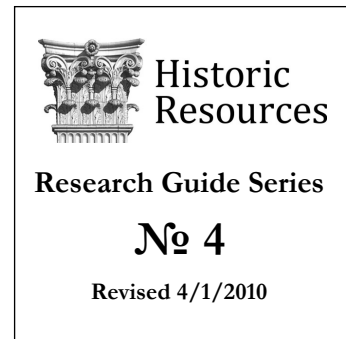 Historic
Resources
Research Guide Series
№ 4
Revised 4/1/2010